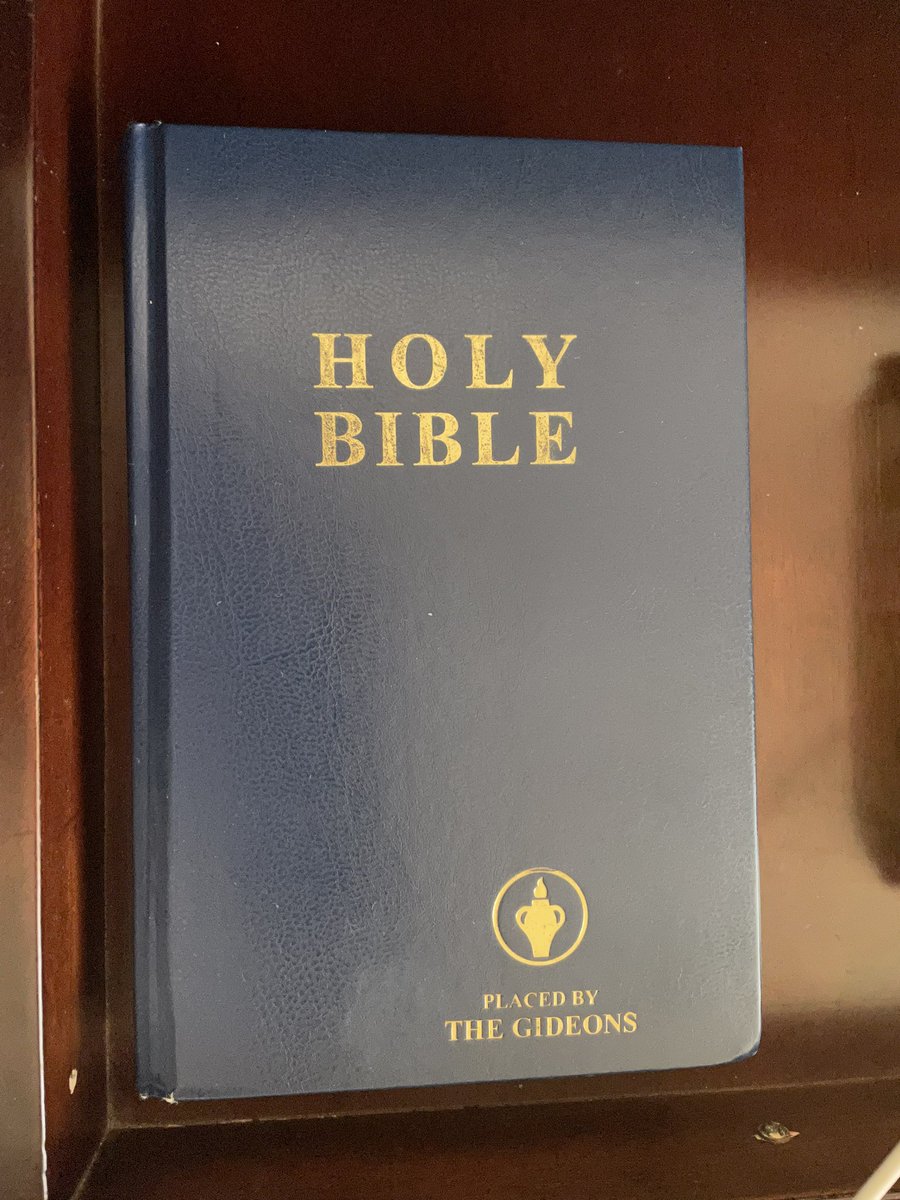 HOLY
BIBLE
PLACED BY
THE GIDEONS